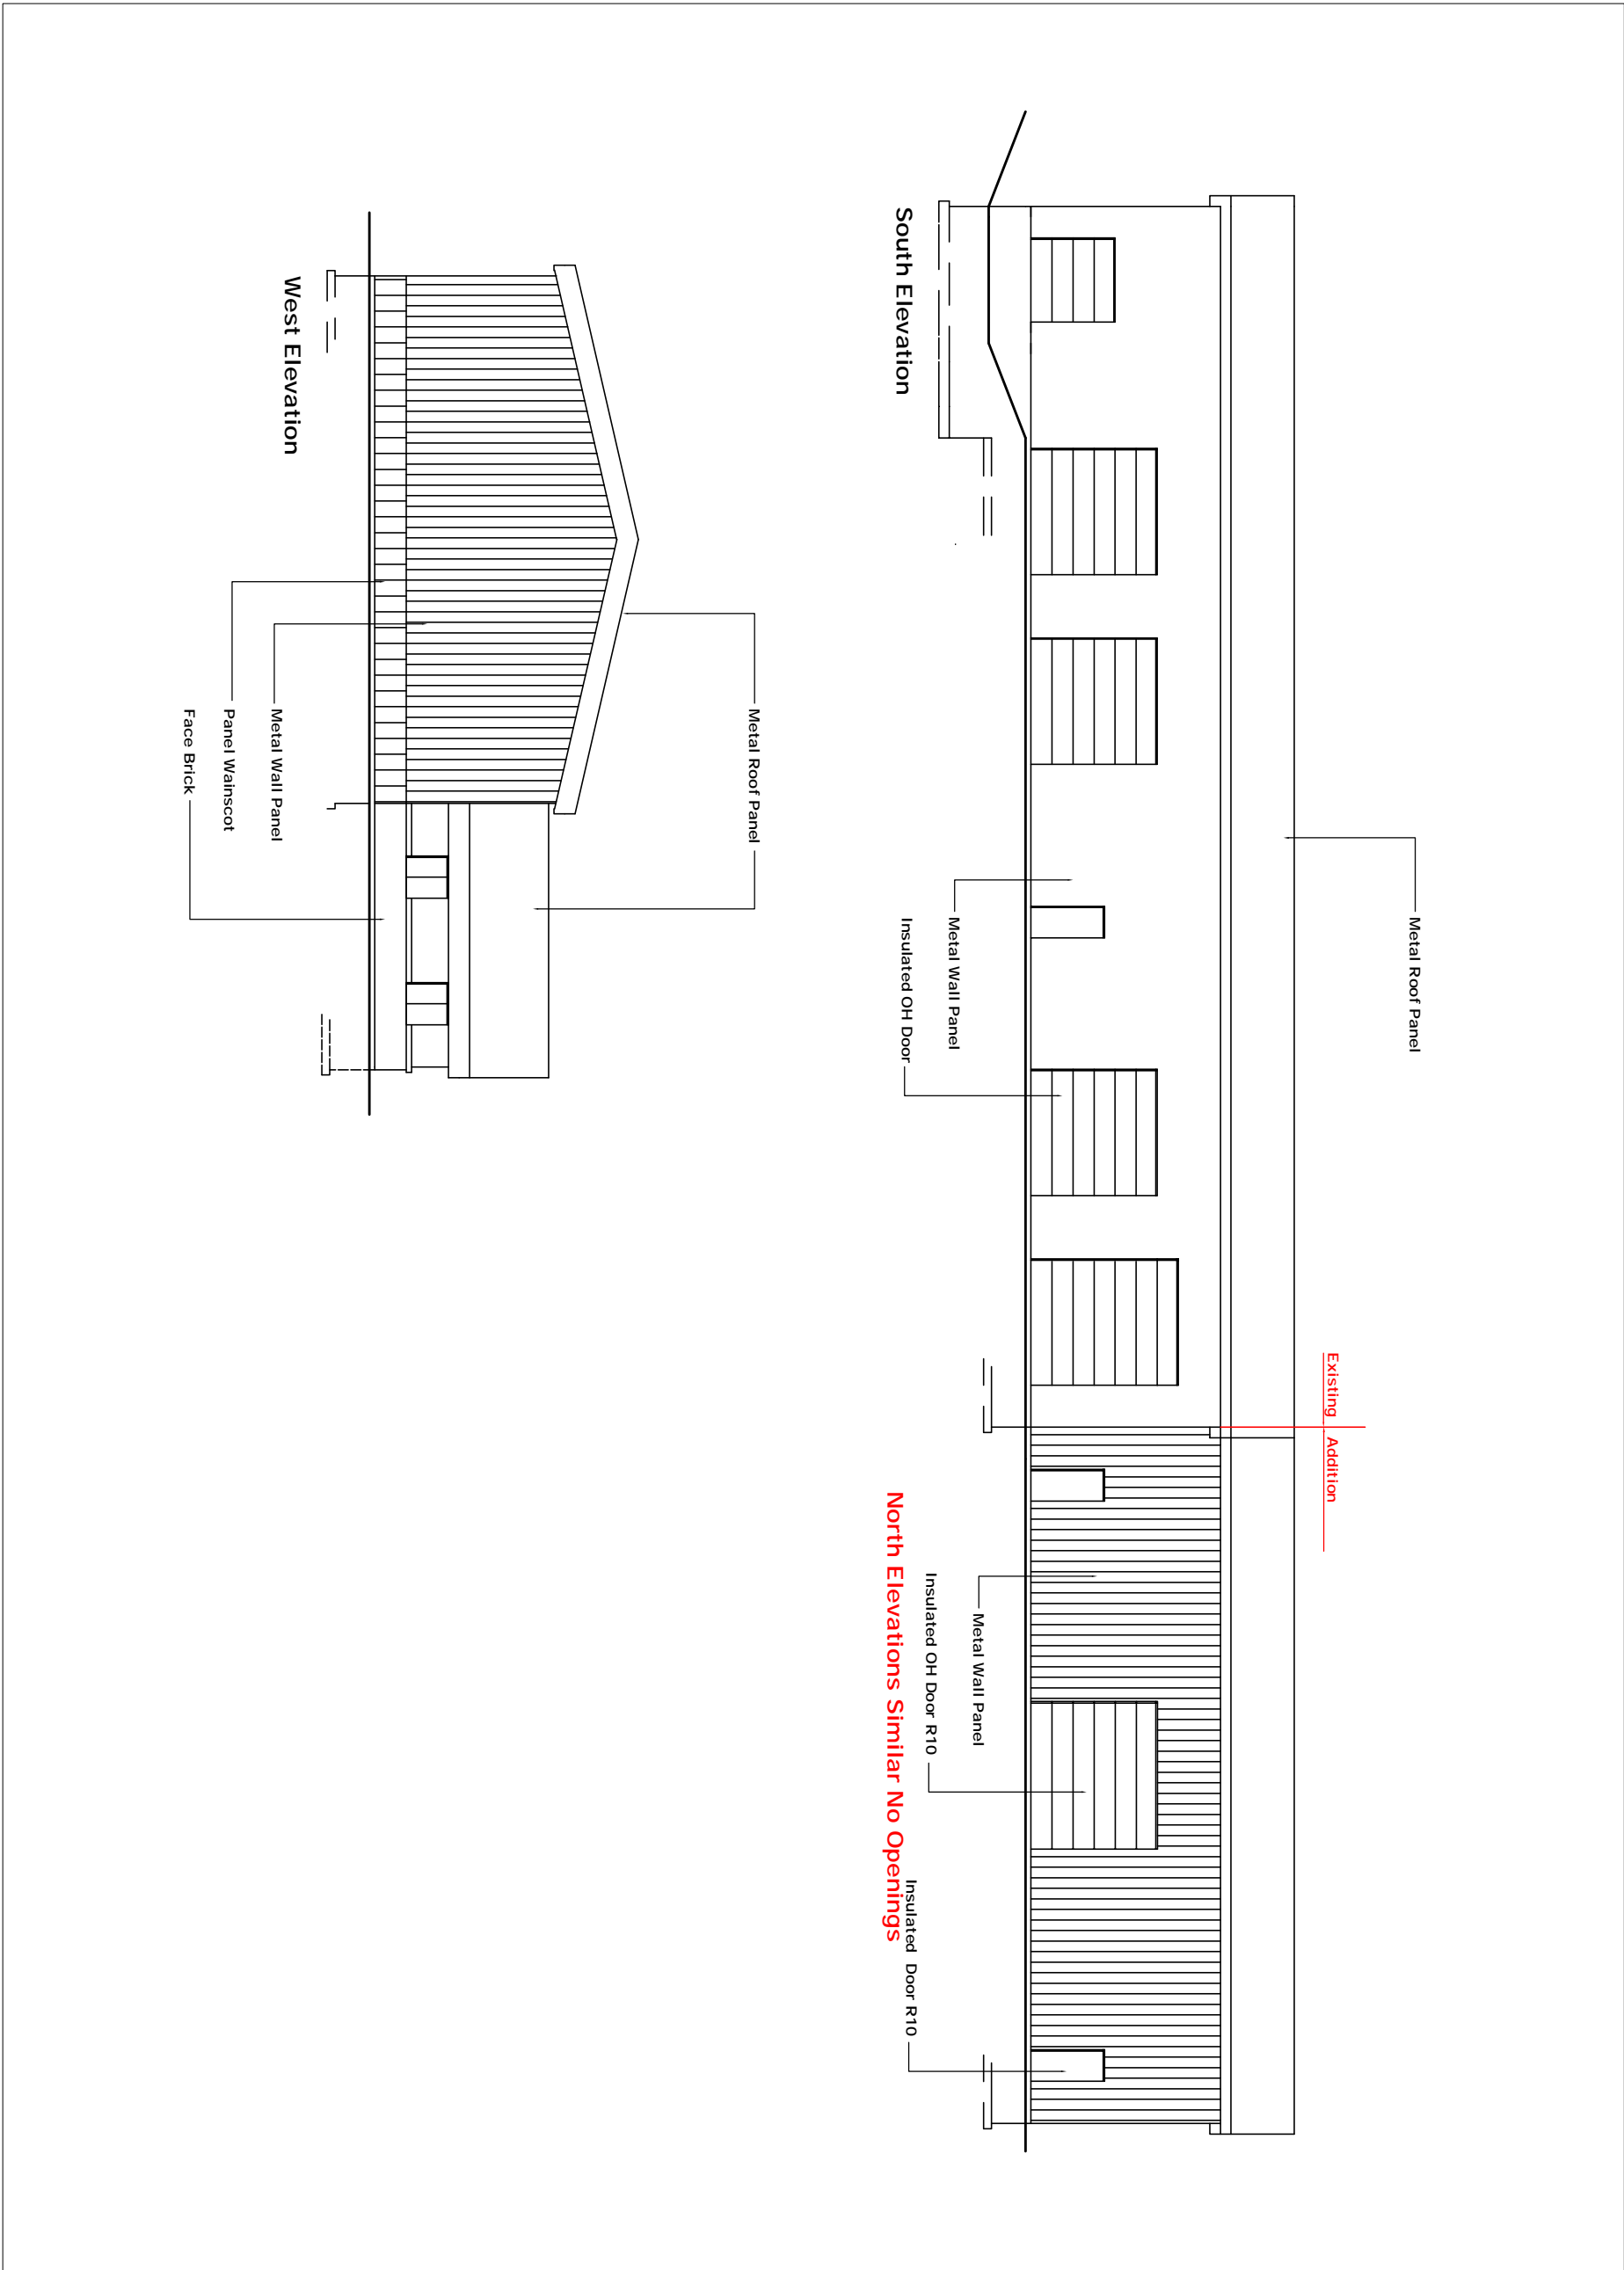 Metal Roof Panel
Existing
Addition
Metal Wall Panel
Insulated OH Door
Metal Wall Panel
Insulated OH Door R10
Insulated Door R10
North Elevations Similar No Openings
South Elevation
Metal Roof Panel
West Elevation
Metal Wall Panel
Panel Wainscot
Face Brick